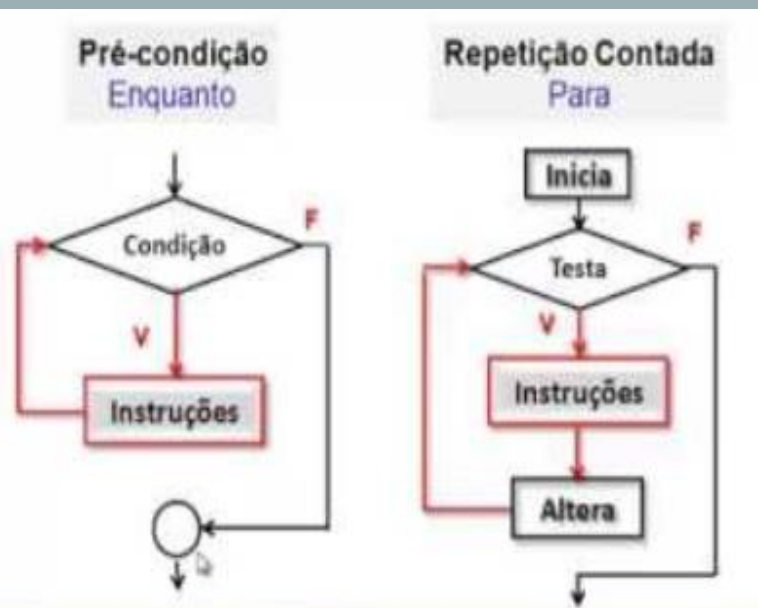 Pré-condição
Enquanto
Condição
F
V
Instruções
Repetição Contada
Para
Inicia
Testa
F
V
Instruções
Altera